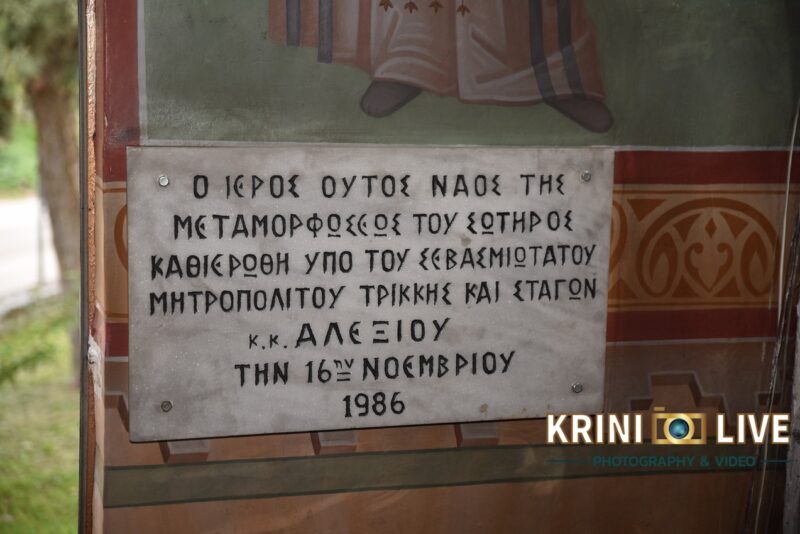 Ο ΙΕΡΟΣ ΟΥΤΟΣ ΝΑΟΣ ΤΗΣ
ΜΕΤΑΜΟΡΦΩΣΕΩΣ ΤΟΥ ΣΩΤΗΡΟΣ
ΚΑΘΙΕΡΩΘΗ ΥΠΟ ΤΟΥ ΣΕΒΑΣΜΙΩΤΑΤΟΥ
ΜΗΤΡΟΠΟΛΙΤΟΥ ΤΡΙΚΚΗΣ ΚΑΙ ΣΤΑΓΩΝ
κ.κ. ΑΛΕΞΙΟΥ
ΤΗΝ 16ην ΝΟΕΜΒΡΙΟΥ
1986
KRINI LIVE
PHOTOGRAPHY & VIDEO